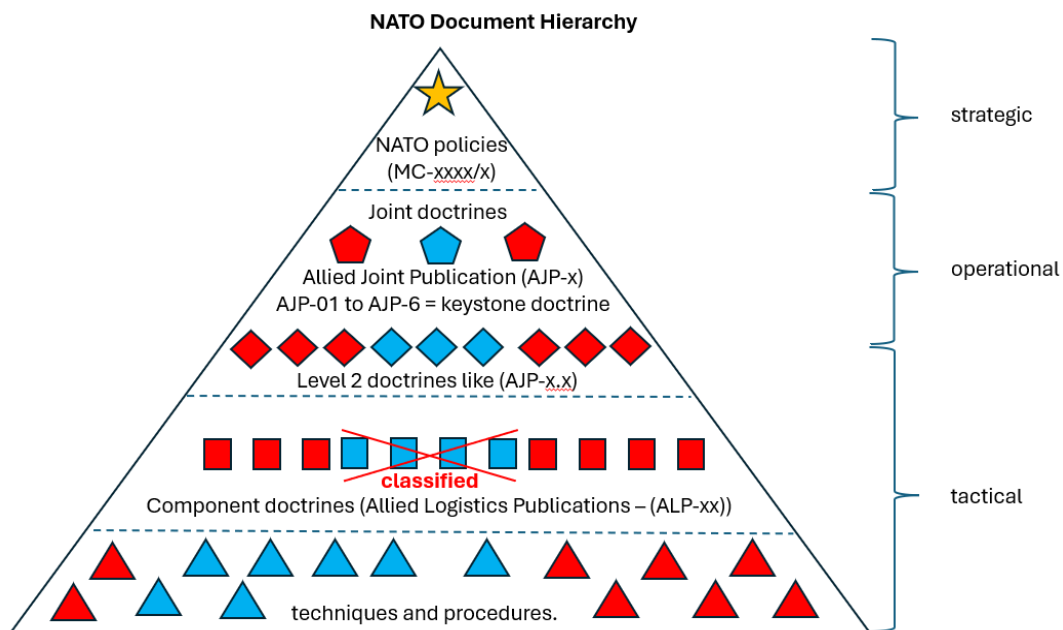 NATO Document Hierarchy
strategic
NATO policies
(MC-xxxx/x)
Joint doctrines
operational
Allied Joint Publication (AJP-x)
AJP-01 to AJP-6 = keystone doctrine
Level 2 doctrines like (AJP-x.x)
classified
tactical
Component doctrines (Allied Logistics Publications – (ALP-xx))
techniques and procedures.